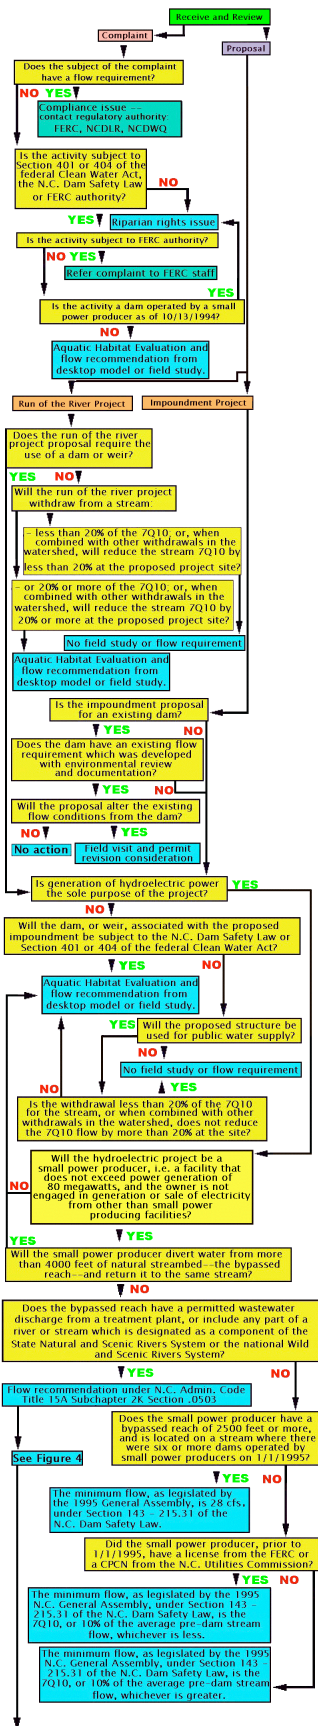 Receive and Review
Complaint
Proposal
Does the subject of the complaint
have a flow requirement?
NO YES
Compliance issue --
contact regulatory authority:
FERC, NCDLR, NCDWQ
Is the activity subject to
Section 401 or 404 of the
federal Clean Water Act,
the N.C. Dam Safety Law
or FERC authority?
NO
YES
Riparian rights issue
Is the activity subject to FERC authority?
NO YES
Refer complaint to FERC staff
YES
Is the activity a dam operated by a small
power producer as of 10/13/1994?
NO
Aquatic Habitat Evaluation and
flow recommendation from
desktop model or field study.
Run of the River Project
Impoundment Project
Does the run of the river
project proposal require the
use of a dam or weir?
YES NO
Will the run of the river project
withdraw from a stream:
- less than 20% of the 7Q10, or, when
combined with other withdrawals in the
watershed, will reduce the stream 7Q10 by
less than 20% at the proposed project site?
- or 20% or more of the 7Q10; or, when
combined with other withdrawals in the
watershed, will reduce the stream 7Q10 by
20% or more at the proposed project site?
No field study or flow requirement
Aquatic Habitat Evaluation and
flow recommendation from
desktop model or field study.
Is the impoundment proposal
for an existing dam?
YES
NO
Does the dam have an existing flow
requirement which was developed
with environmental review
and documentation?
YES
NO
Will the proposal alter the existing
flow conditions from the dam?
NO
YES
No action
Field visit and permit
revision consideration
Is generation of hydroelectric power
the sole purpose of the project?
YES
NO
Will the dam, or weir, associated with the proposed
impoundment be subject to the N.C. Dam Safety Law or
Section 401 or 404 of the federal Clean Water Act?
YES
NO
Aquatic Habitat Evaluation and
flow recommendation from
desktop model or field study.
YES
Will the proposed structure be
used for public water supply?
NO
No field study or flow requirement
NO
YES
Is the withdrawal less than 20% of the 7Q10
for the stream, or when combined with other
withdrawals in the watershed, does not reduce
the 7Q10 flow by more than 20% at the site?
Will the hydroelectric project be a
small power producer, i.e. a facility that
does not exceed power generation of
80 megawatts, and the owner is not
engaged in generation or sale of electricity
from other than small power
producing facilities?
NO
YES
YES
Will the small power producer divert water from more
than 4000 feet of natural streambed--the bypassed
reach--and return it to the same stream?
NO
Does the bypassed reach have a permitted wastewater
discharge from a treatment plant, or include any part of a
river or stream which is designated as a component of the
State Natural and Scenic Rivers System or the national Wild
and Scenic Rivers System?
YES
NO
Flow recommendation under N.C. Admin. Code
Title 15A Subchapter 2K Section .0503
Does the small power producer have a
bypassed reach of 2500 feet or more,
and is located on a stream where there
were six or more dams operated by
small power producers on 1/1/1995?
See Figure 4
YES
NO
The minimum flow, as legislated by
the 1995 General Assembly, is 28 cfs.
under Section 143 - 215.31 of the
N.C. Dam Safety Law.
Did the small power producer, prior to
1/1/1995, have a license from the FERC or
a CPCN from the N.C. Utilities Commission?
YES NO
The minimum flow, as legislated by the 1995
N.C. General Assembly, under Section 143 -
215.31 of the N.C. Dam Safety Law, is the
7Q10, or 10% of the average pre-dam stream
flow, whichever is less.
The minimum flow, as legislated by the 1995
N.C. General Assembly, under Section 143 -
215.31 of the N.C. Dam Safety Law, is the
7Q10, or 10% of the average pre-dam stream
flow, whichever is greater.